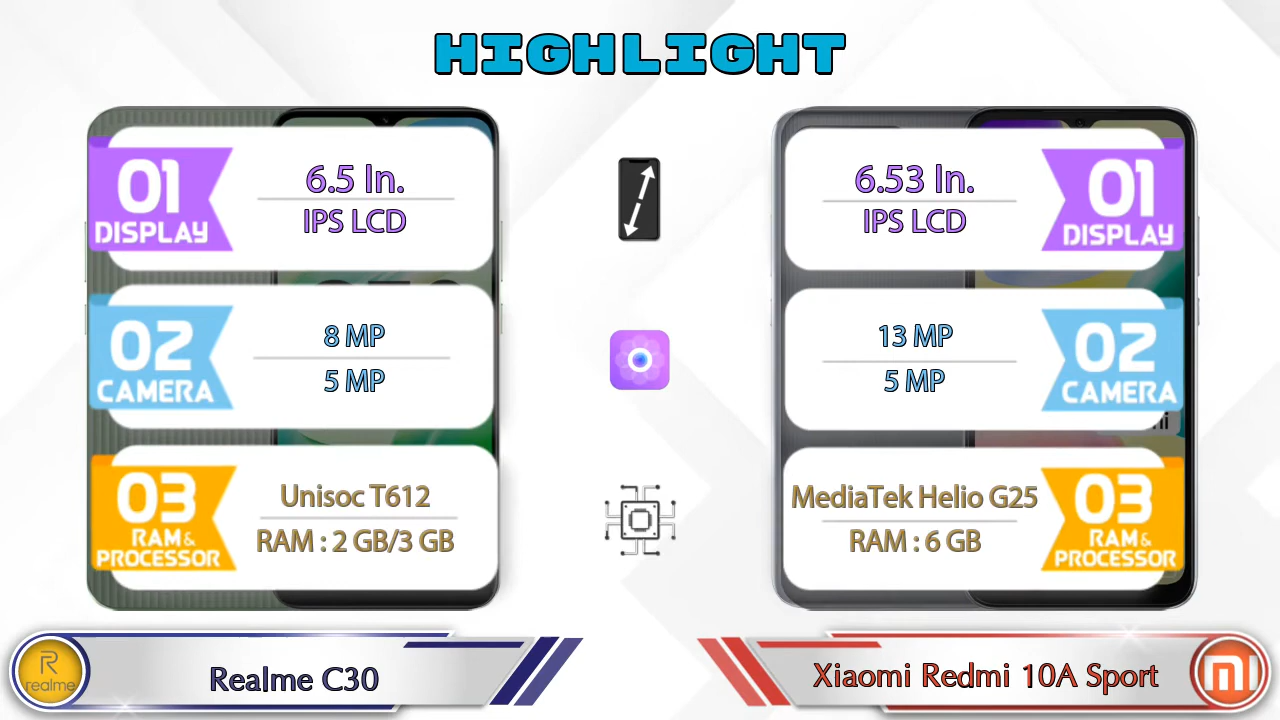 HIGHLIGHT
01
DISPLAY
6.5 In.
IPS LCD
02
CAMERA
8 MP
5 MP
03
RAM &
PROCESSOR
Unisoc T612
RAM : 2 GB/3 GB
6.53 In.
IPS LCD
01
DISPLAY
13 MP
5 MP
02
CAMERA
MediaTek Helio G25
RAM : 6 GB
03
RAM &
PROCESSOR
R
realme
Realme C30
Xiaomi Redmi 10A Sport
mi